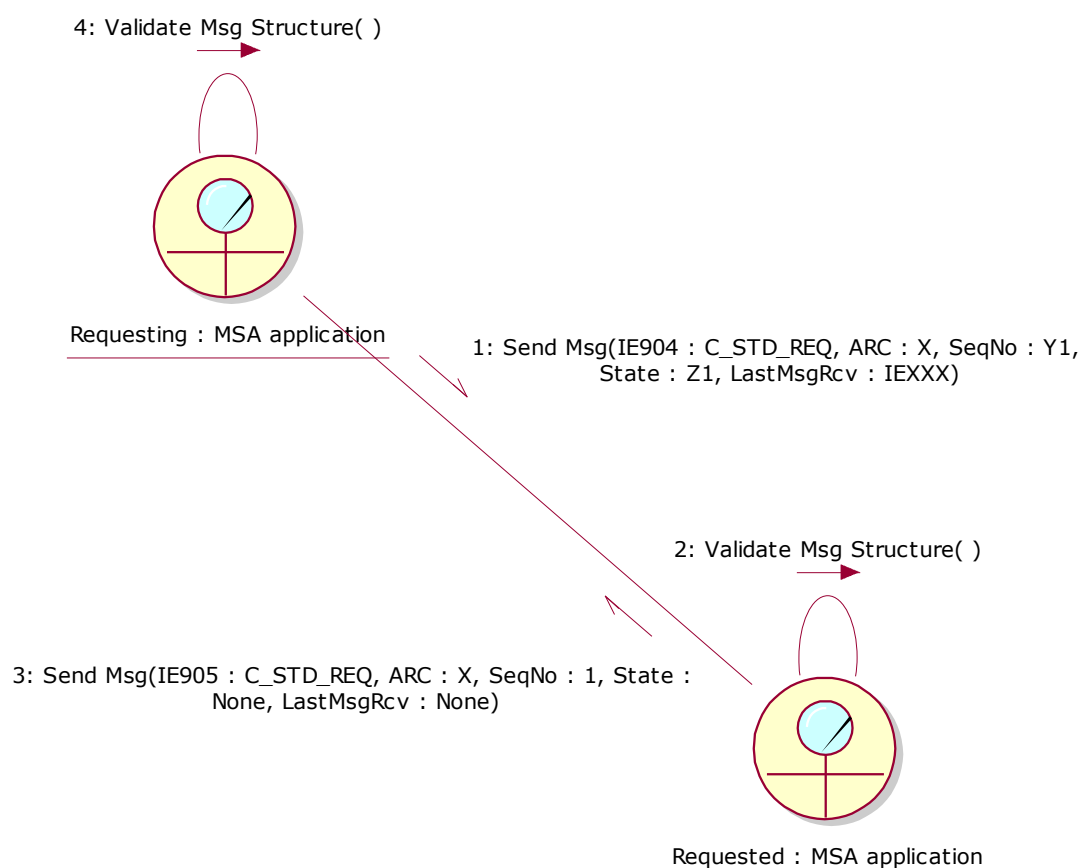 4: Validate Msg Structure( )
Requesting : MSA application
1: Send Msg(IE904 : C_STD_REQ, ARC : X, SeqNo : Y1,
State : Z1, LastMsgRcv : IEXXX)
2: Validate Msg Structure( )
3: Send Msg(IE905 : C_STD_REQ, ARC : X, SeqNo : 1, State :
None, LastMsgRcv : None)
Requested : MSA application